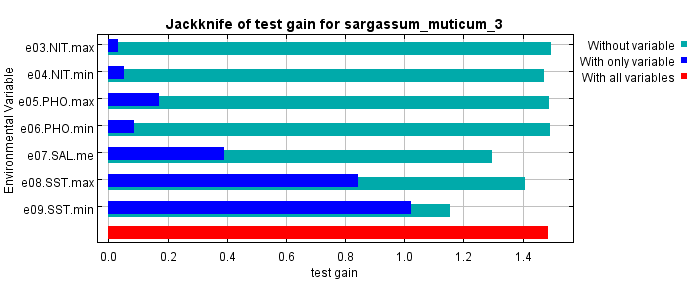 Jackknife of test gain for sargassum_muticum_3
Environmental Variable
e03.NIT.max
e04.NIT.min
e05.PHO.max
e06.PHO.min
e07.SAL.me
e08.SST.max
e09.SST.min
0.0 0.2 0.4 0.6 0.8 1.0 1.2 1.4
test gain
Without variable
With only variable
With all variables